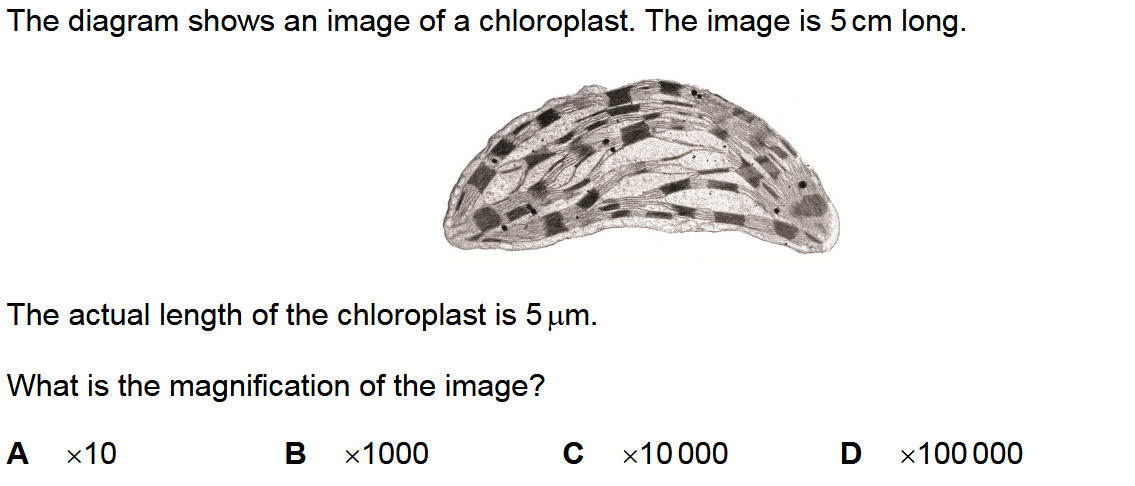 The diagram shows an image of a chloroplast. The image is 5 cm long.
The actual length of the chloroplast is 5 μm.
What is the magnification of the image?
A ×10 B ×1000 C ×10 000 D ×100 000